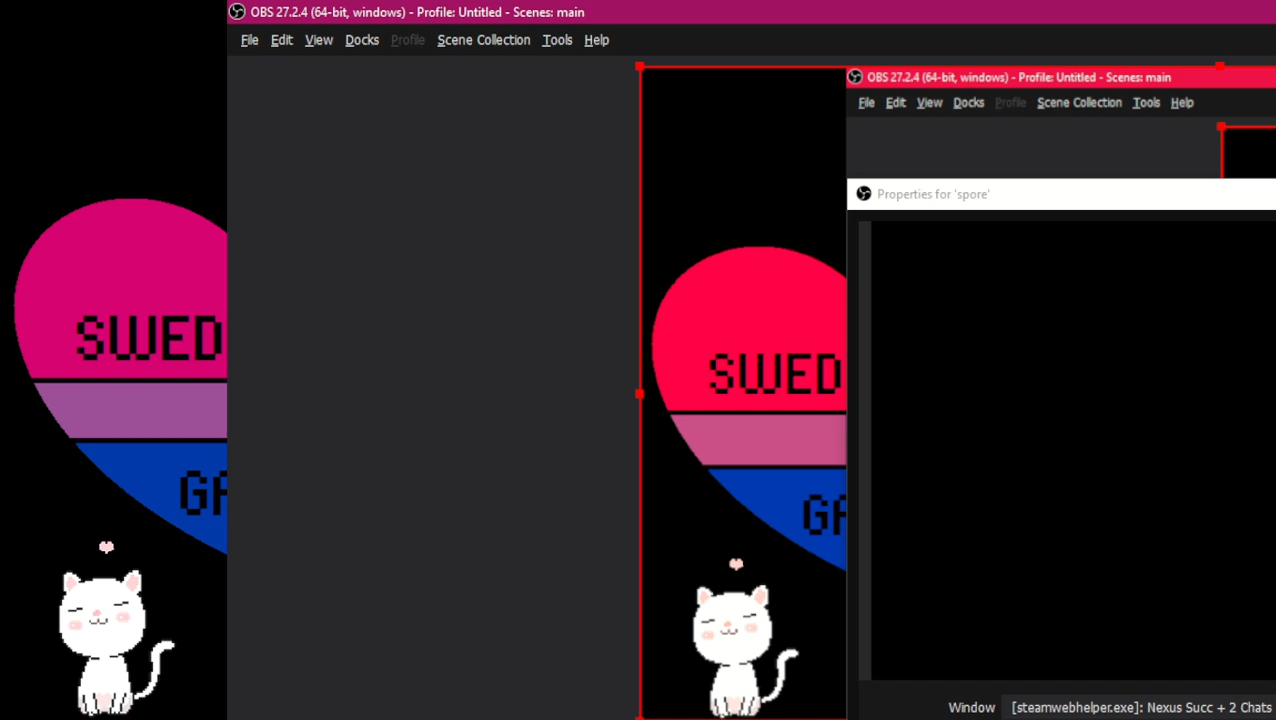 OBS 27.2.4 (64-bit, windows) - Profile: Untitled - Scenes: main
File Edit View Docks Profile Scene Collection Tools Help
OBS 27.2.4 (64-bit, windows) - Profile: Untitled - Scenes: main
File Edit View Docks Profile Scene Collection Tools Help
Properties for 'spore'
SWED
GA
SWED
GA
Window [steamwebhelper.exe]: Nexus Succ + 2 Chats